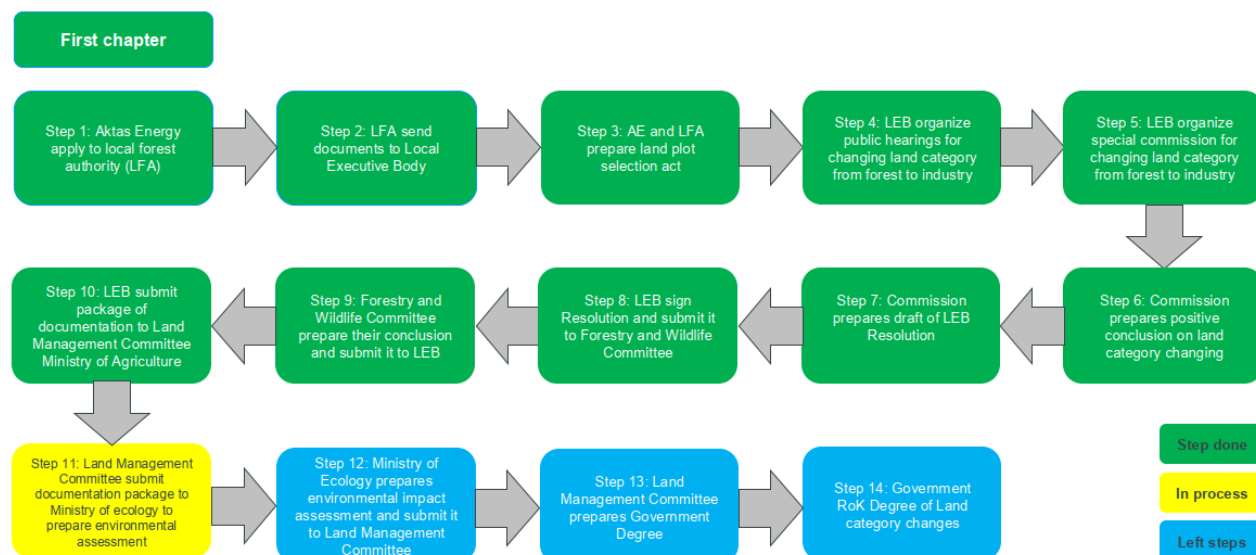 First chapter
Step 1: Aktas Energy
apply to local forest
authority (LFA)
Step 2: LFA send
documents to Local
Executive Body
Step 3: AE and LFA
prepare land plot
selection act
Step 4: LEB organize
public hearings for
changing land category
from forest to industry
Step 5: LEB organize
special commission for
changing land category
from forest to industry
Step 6: Commission
prepares positive
conclusion on land
category changing
Step 7: Commission
prepares draft of LEB
Resolution
Step 8: LEB sign
Resolution and submit it
to Forestry and Wildlife
Committee
Step 9: Forestry and
Wildlife Committee
prepare their conclusion
and submit it to LEB
Step 10: LEB submit
package of
documentation to Land
Management Committee
Ministry of Agriculture
Step 11: Land Management
Committee submit
documentation package to
Ministry of ecology to
prepare environmental
assessment
Step 12: Ministry of
Ecology prepares
environmental impact
assessment and submit it
to Land Management
Committee
Step 13: Land
Management Committee
prepares Government
Degree
Step 14: Government
RoK Degree of Land
category changes
Step done
In process
Left steps